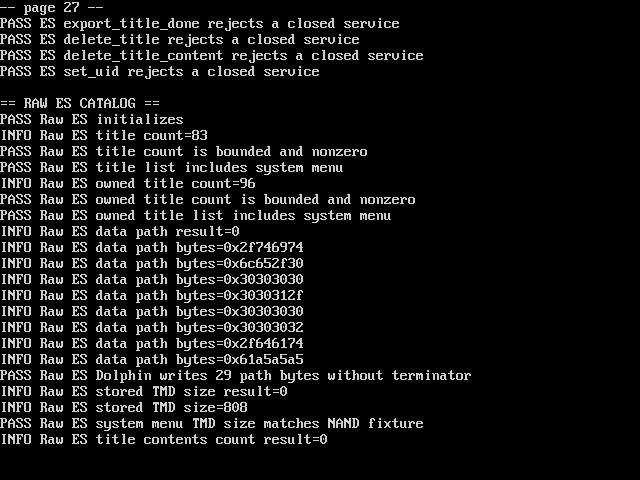 -- page 27 --
PASS ES export_title_done rejects a closed service
PASS ES delete_title rejects a closed service
PASS ES delete_title_content rejects a closed service
PASS ES set_uid rejects a closed service
== RAW ES CATALOG ==
PASS Raw ES initializes
INFO Raw ES title count=83
PASS Raw ES title count is bounded and nonzero
PASS Raw ES title list includes system menu
INFO Raw ES owned title count=96
PASS Raw ES owned title count is bounded and nonzero
PASS Raw ES owned title list includes system menu
INFO Raw ES data path result=0
INFO Raw ES data path bytes=0x2f746974
INFO Raw ES data path bytes=0x6c652f30
INFO Raw ES data path bytes=0x30303030
INFO Raw ES data path bytes=0x3030312f
INFO Raw ES data path bytes=0x30303030
INFO Raw ES data path bytes=0x30303032
INFO Raw ES data path bytes=0x2f646174
INFO Raw ES data path bytes=0x61a5a5a5
PASS Raw ES Dolphin writes 29 path bytes without terminator
INFO Raw ES stored TMD size result=0
INFO Raw ES stored TMD size=808
PASS Raw ES system menu TMD size matches NAND fixture
INFO Raw ES title contents count result=0